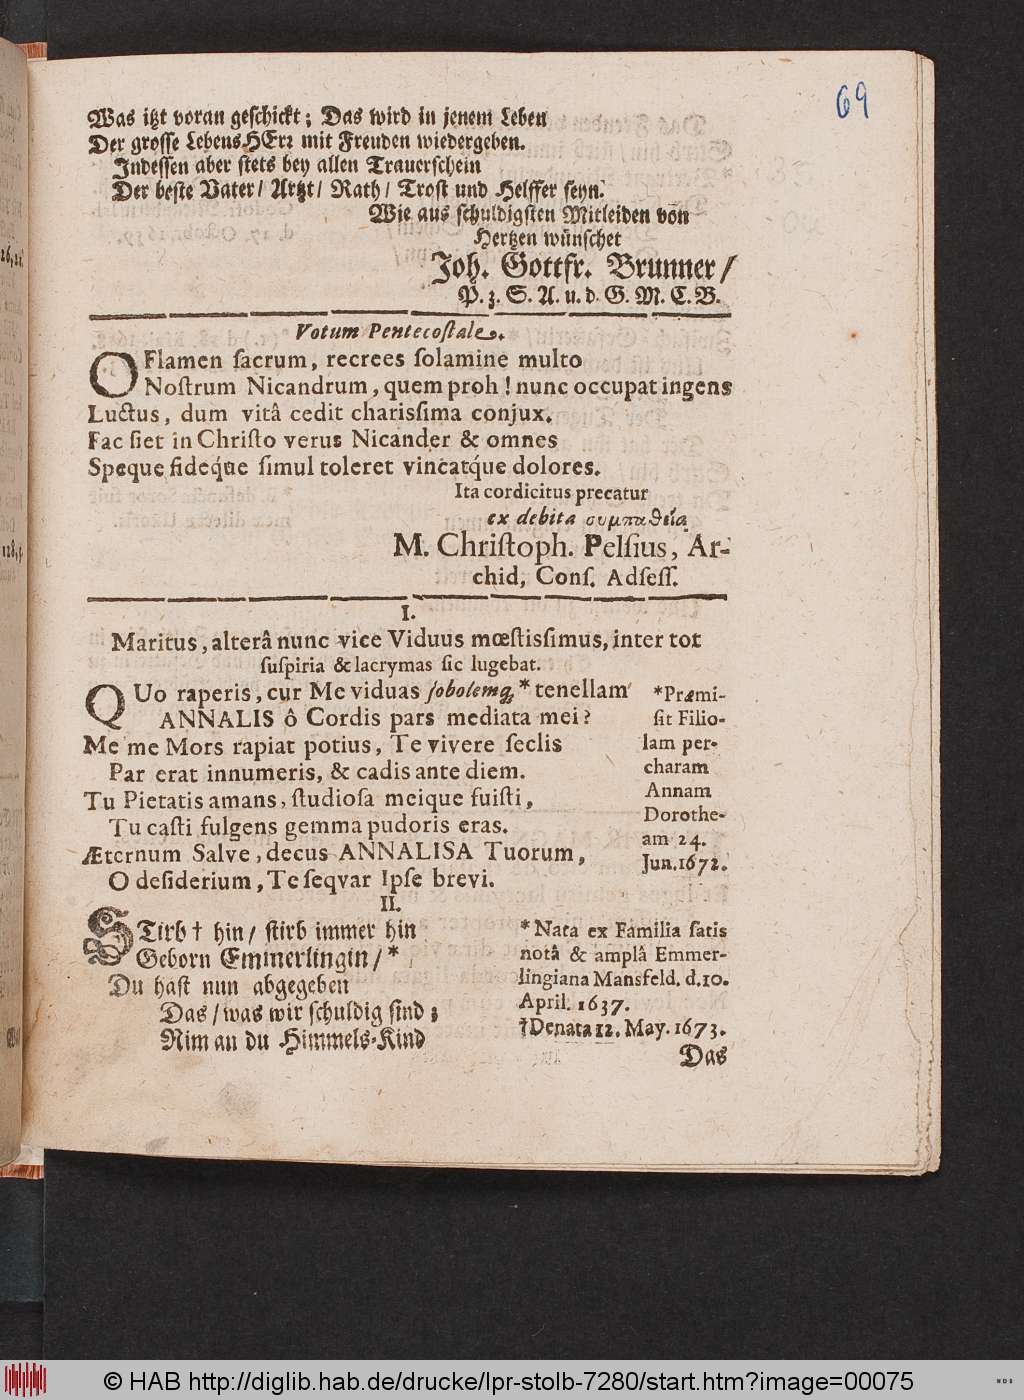 69
Was itzt voran geschickt; Das wird in jenem Leben
Der grosse LebensHErr mit Freuden wiedergeben.
Indessen aber stets bey allen Trauerschein
Der beste Vater/ Artzt/ Rath/ Trost und Helffer seyn.
Wie aus schuldigsten Mitleiden von
Hertzen wünschet
Joh. Gottfr. Brunner/
P. z. S. A. u. d. G. M. C. B.
Votum Pentecostale.
O Flamen sacrum, recrees solamine multo
Nostrum Nicandrum, quem proh! nunc occupat ingens
Luctus, dum vitâ cedit charissima conjux.
Fac siet in Christo verus Nicander & omnes
Speque fideq́ue simul toleret vincatq́ue dolores.
Ita cordicitus precatur
ex debita συμπαθείᾳ
M. Christoph. Pelsius, Ar-
chid, Cons. Adsess.
I.
Maritus, alterâ nunc vice Viduus mœstissimus, inter tot
suspiria & lacrymas sic lugebat.
QUo raperis, cur Me viduas sobolemq; * tenellam
ANNALIS ô Cordis pars mediata mei?
Me me Mors rapiat potius, Te vivere seclis
Par erat innumeris, & cadis ante diem.
Tu Pietatis amans, studiosa meique fuisti,
Tu casti fulgens gemma pudoris eras.
Æternum Salve, decus ANNALISA Tuorum,
O desiderium, Te seqvar Ipse brevi.
*Præmi-
sit Filio-
lam per-
charam
Annam
Dorothe-
am 24.
Jun. 1672.
II.
STirb † hin/ stirb immer hin
Geborn Emmerlingin/ *
Du hast nun abgegeben
Das/ was wir schuldig sind;
Nim an du Himmels-Kind
* Nata ex Familia satis
notâ & amplâ Emmer-
lingiana Mansfeld. d. 10.
April. 1637.
† Denata 12. May. 1673.
Das
© HAB http://diglib.hab.de/drucke/lpr-stolb-7280/start.htm?image=00075